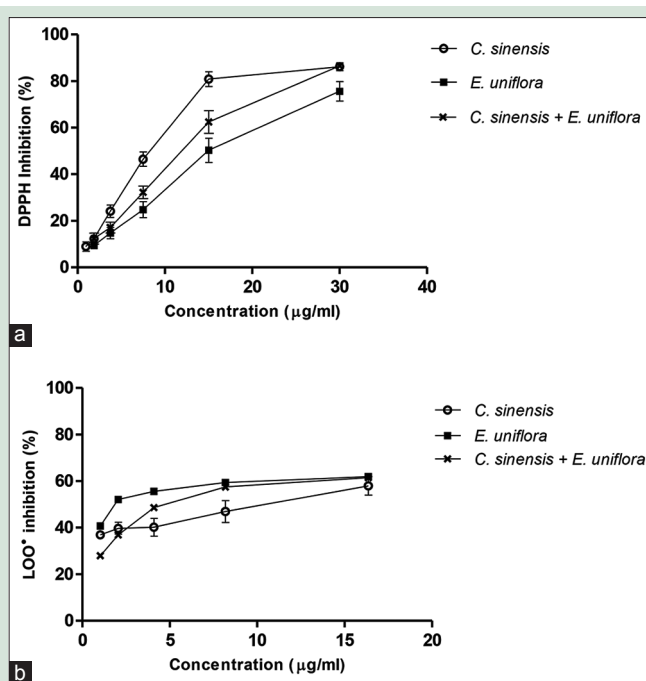 100
80
60
40
20
0
DPPH Inhibition (%)
0 10 20 30 40
Concentration (μg/ml)
C. sinensis
E. uniflora
C. sinensis + E. uniflora
a
100
80
60
40
20
0
LOO• inhibition (%)
0 5 10 15 20
Concentration (μg/ml)
C. sinensis
E. uniflora
C. sinensis + E. uniflora
b